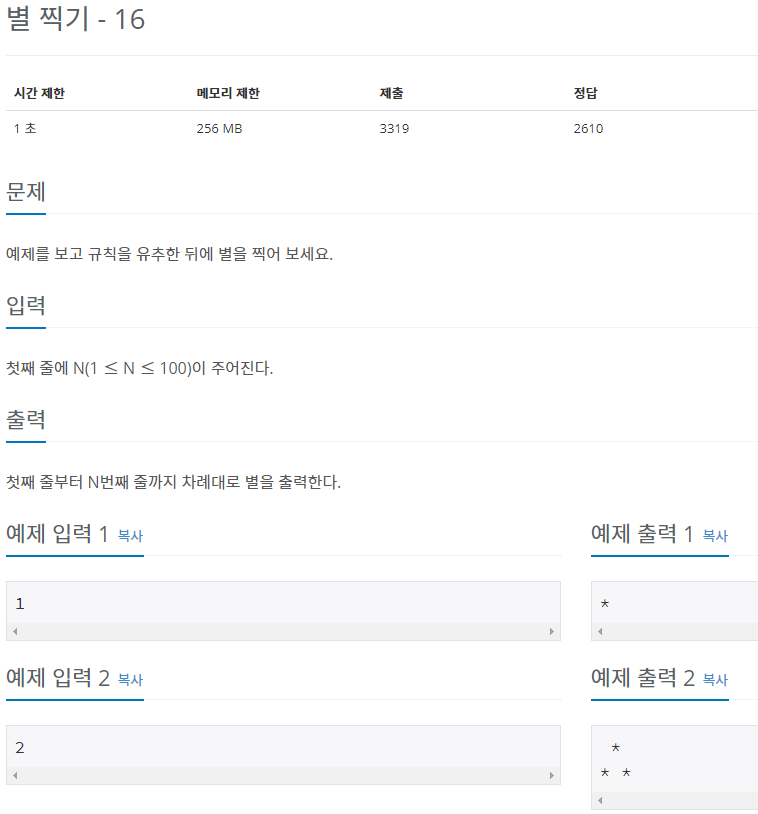 별 찍기 - 16
시간 제한 메모리 제한 제출 정답
1 초 256 MB 3319 2610
문제
예제를 보고 규칙을 유추한 뒤에 별을 찍어 보세요.
입력
첫째 줄에 N(1 ≤ N ≤ 100)이 주어진다.
출력
첫째 줄부터 N번째 줄까지 차례대로 별을 출력한다.
예제 입력 1 복사
1
예제 출력 1 복사
*
예제 입력 2 복사
2
예제 출력 2 복사
 *
* *